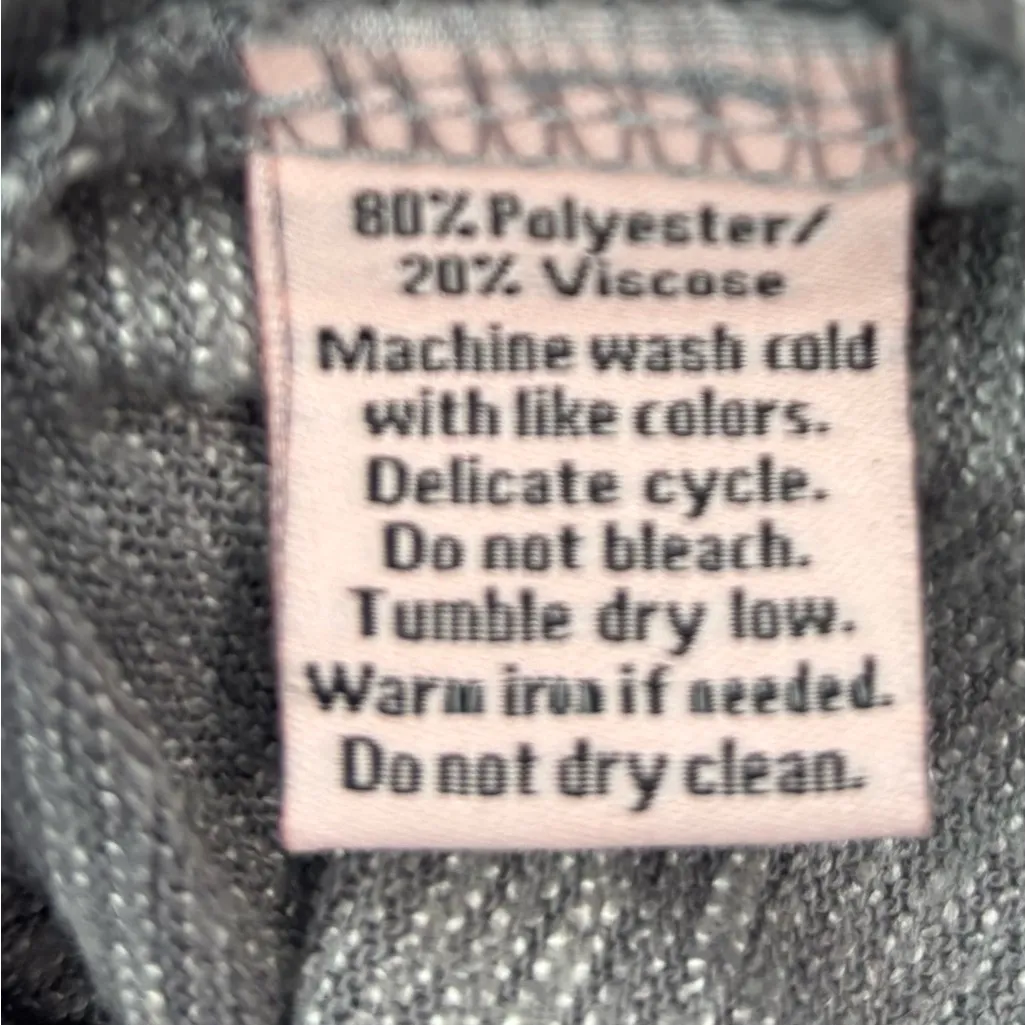 80% Polyester/
20% Viscose
Machine wash cold
with like colors.
Delicate cycle.
Do not bleach.
Tumble dry low.
Warm iron if needed.
Do not dry clean.